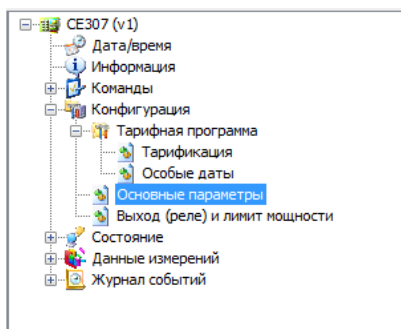 CE307 (v1)
Дата/время
Информация
Команды
Конфигурация
Тарифная программа
Тарификация
Особые даты
Основные параметры
Выход (реле) и лимит мощности
Состояние
Данные измерений
Журнал событий